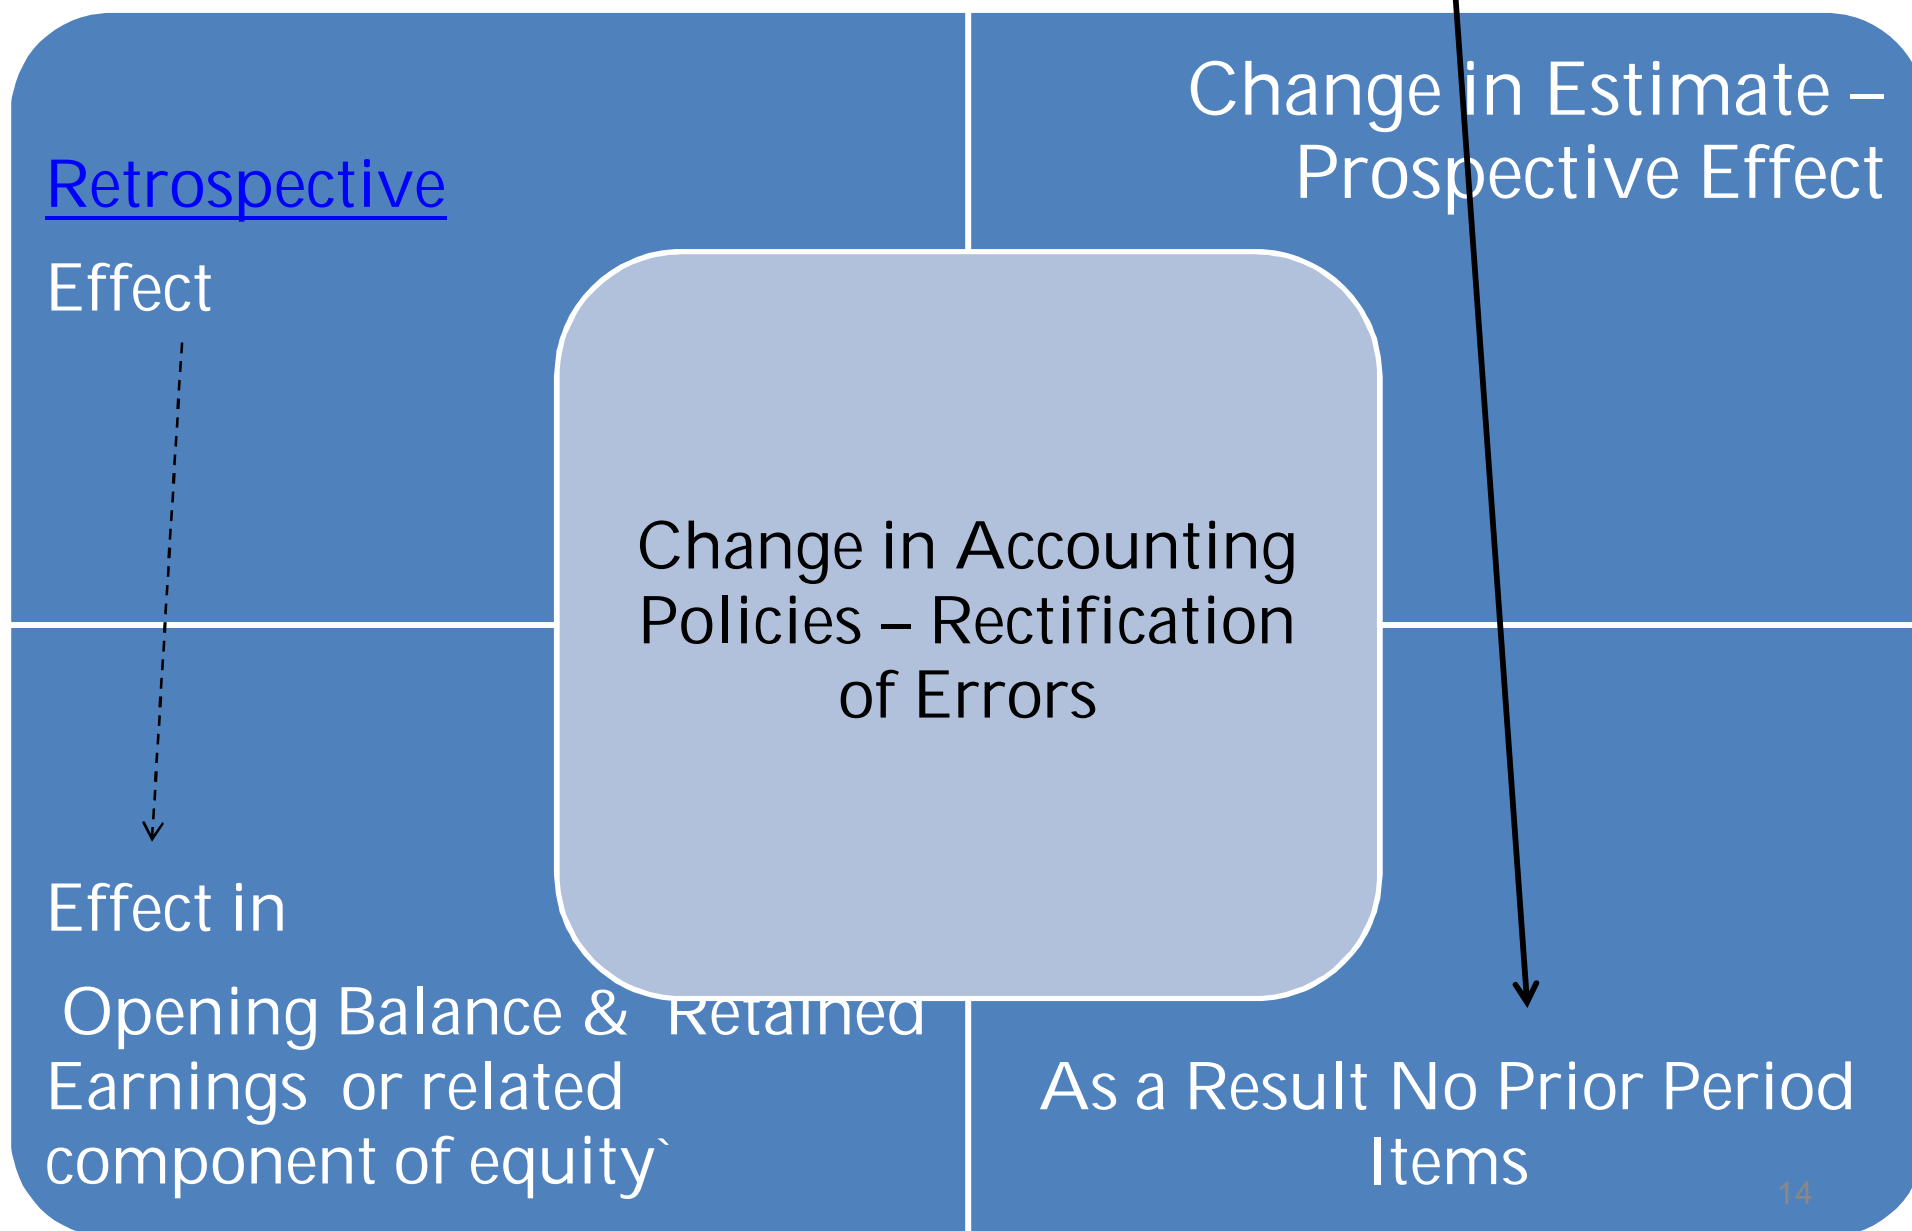 Retrospective
Effect
Change in Estimate –
Prospective Effect
Change in Accounting
Policies – Rectification
of Errors
Effect in
Opening Balance & Retained
Earnings or related
component of equity`
As a Result No Prior Period
Items
14